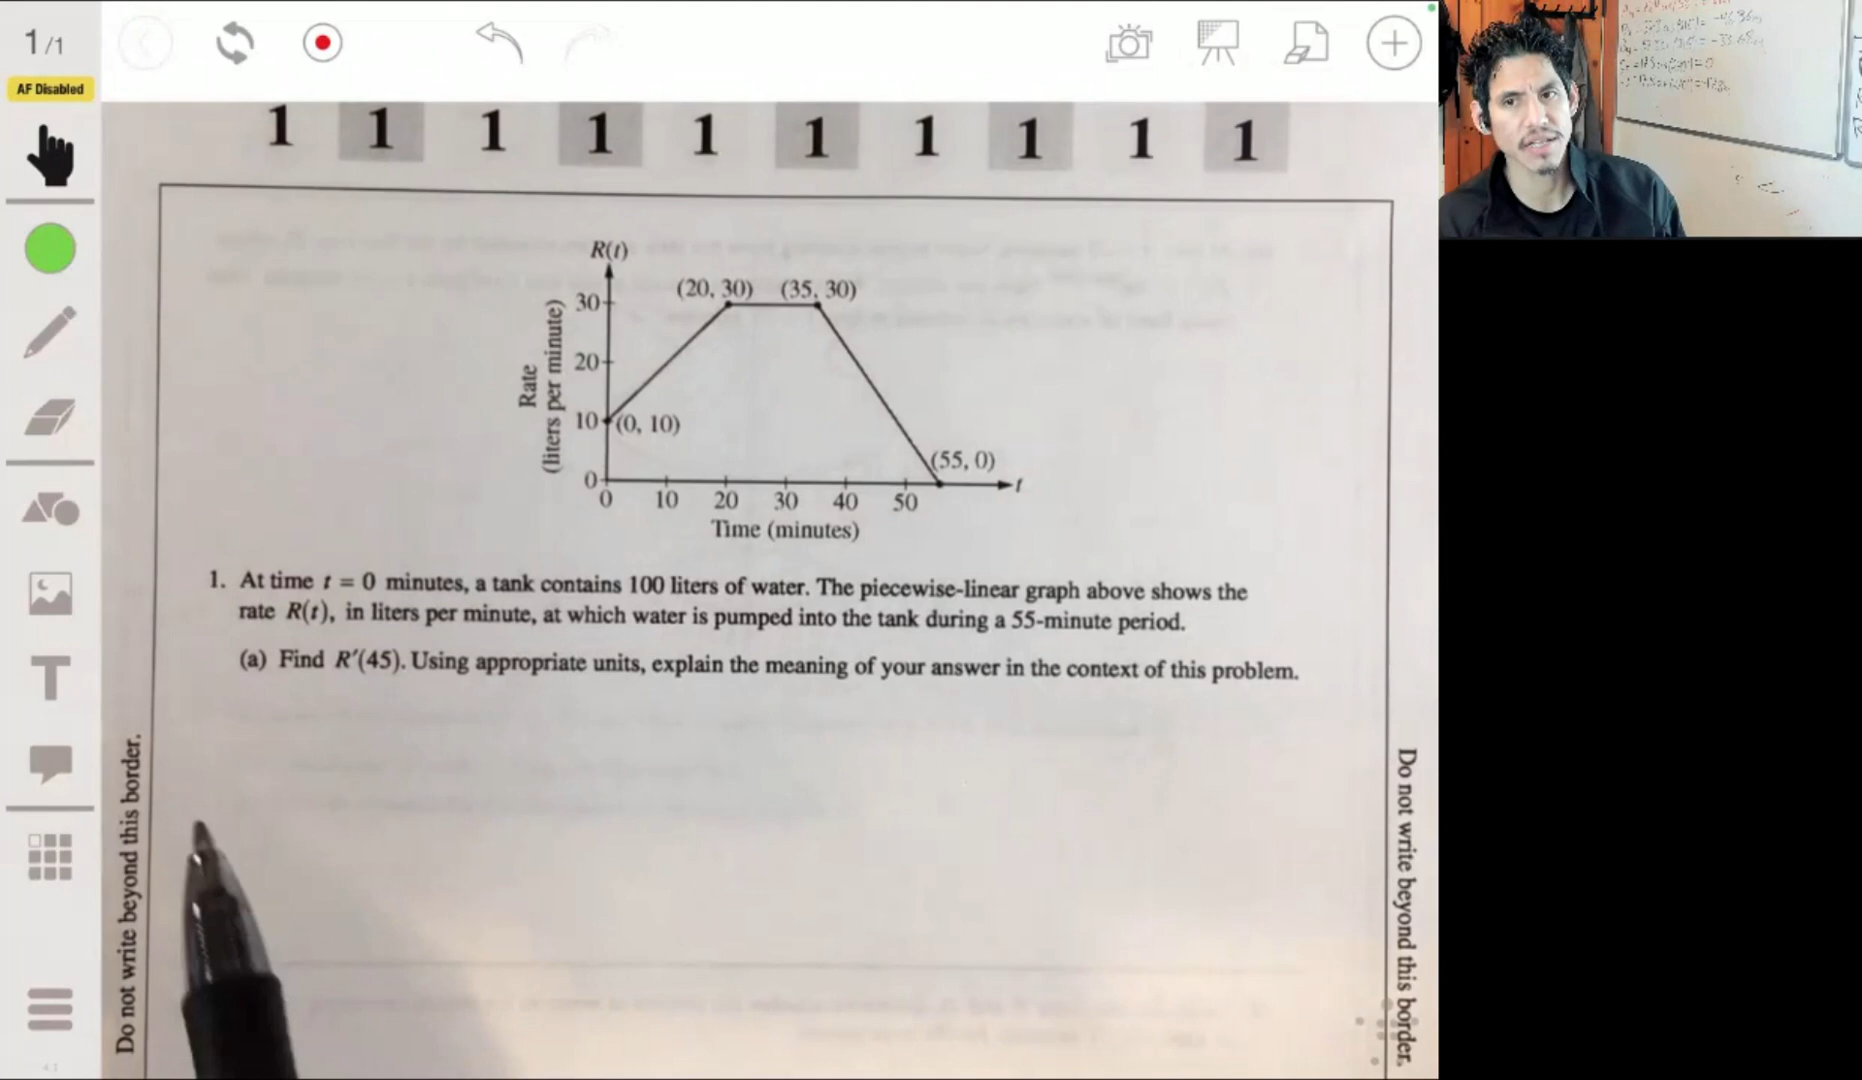 1/1
AF Disabled
T
1 1 1 1 1 1 1 1 1 1
R(t)
Rate
(liters per minute)
30
20
10
0
(20, 30) (35, 30)
(0, 10)
(55, 0)
t
0 10 20 30 40 50
Time (minutes)
1. At time t = 0 minutes, a tank contains 100 liters of water. The piecewise-linear graph above shows the
rate R(t), in liters per minute, at which water is pumped into the tank during a 55-minute period.
(a) Find R′(45). Using appropriate units, explain the meaning of your answer in the context of this problem.
Do not write beyond this border.
Do not write beyond this border.